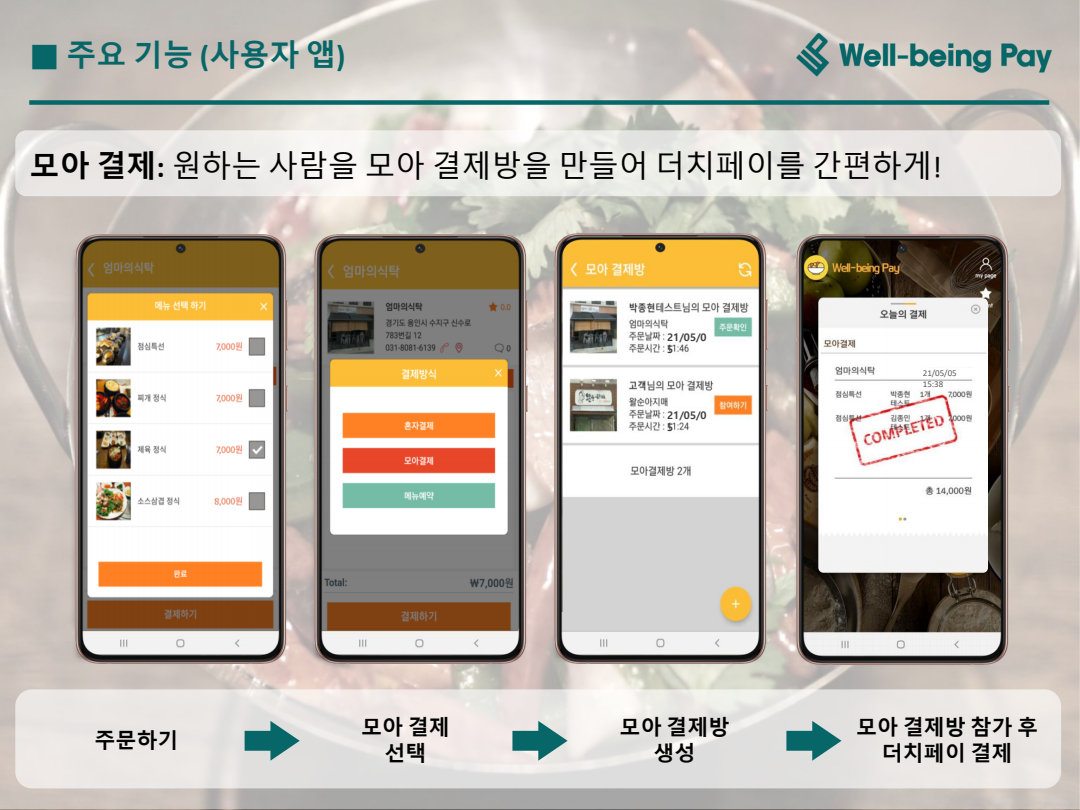 주요 기능 (사용자 앱)
Well-being Pay
모아 결제: 원하는 사람을 모아 결제방을 만들어 더치페이를 간편하게!
엄마의식탁
메뉴 선택 하기 ×
점심특선 7,000원
찌개 정식 7,000원
제육 정식 7,000원
소스삼겹 정식 8,000원
완료
결제하기
엄마의식탁
엄마의식탁 0.0
경기도 용인시 수지구 신수로
783번길 12
031-8081-6139 0
결제방식 ×
혼자결제
모아결제
메뉴예약
Total: ₩7,000원
결제하기
모아 결제방
박종현테스트님의 모아 결제방
엄마의식탁
주문확인
주문날짜 : 21/05/0
주문시간 : 51:46
고객님의 모아 결제방
왈순아지매
참여하기
주문날짜 : 21/05/0
주문시간 : 51:24
모아결제방 2개
+
Well-being Pay
my page
오늘의 결제
모아결제
엄마의식탁 21/05/05
15:38
점심특선 박종현 1개 7,000원
테스트
점심특선 김종민 1개 7,000원
COMPLETED
총 14,000원
주문하기
모아 결제
선택
모아 결제방
생성
모아 결제방 참가 후
더치페이 결제